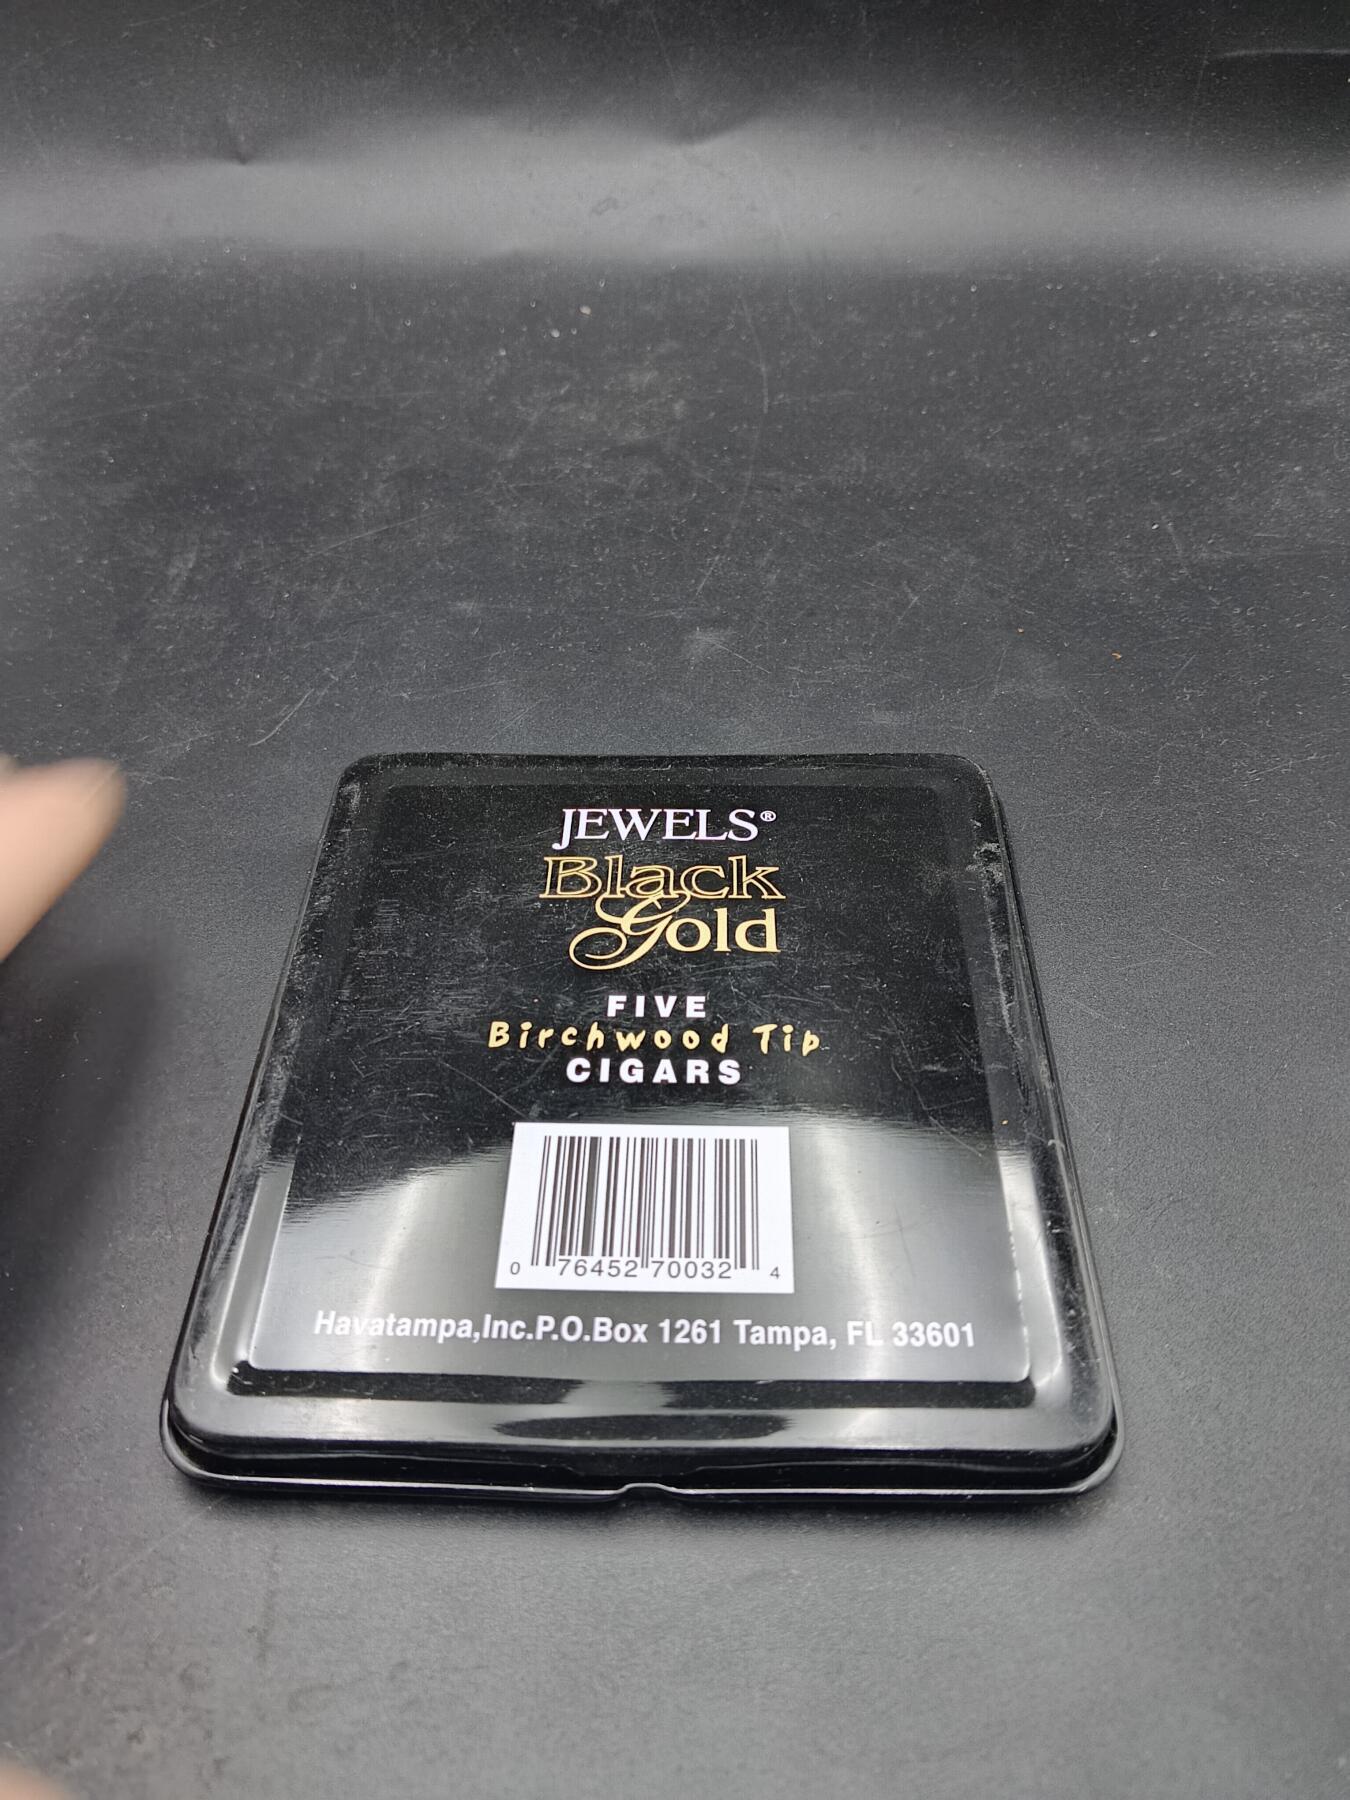 JEWELS®
Black
Gold
FIVE
Birchwood Tip
CIGARS
0 76452 70032 4
Havatampa,Inc.P.O.Box 1261 Tampa, FL 33601